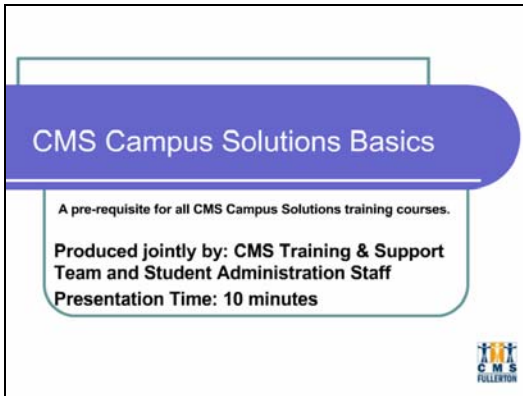 CMS Campus Solutions Basics
A pre-requisite for all CMS Campus Solutions training courses.
Produced jointly by: CMS Training & Support
Team and Student Administration Staff
Presentation Time: 10 minutes
C M S
FULLERTON